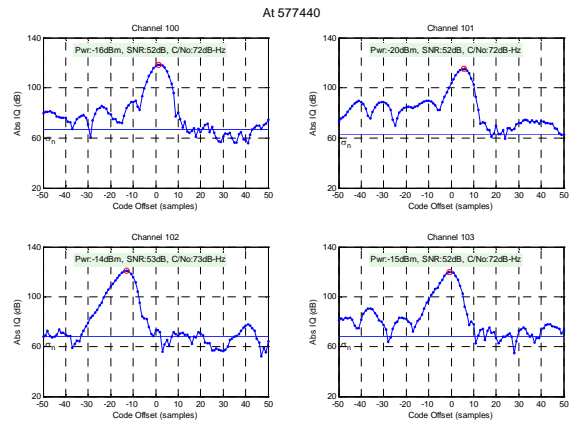 At 577440
Channel 100
Pwr:-16dBm, SNR:52dB, C/No:72dB-Hz
Abs IQ (dB)
140
100
60
20
σn
-50 -40 -30 -20 -10 0 10 20 30 40 50
Code Offset (samples)
Channel 101
Pwr:-20dBm, SNR:52dB, C/No:72dB-Hz
Abs IQ (dB)
140
100
60
20
σn
-50 -40 -30 -20 -10 0 10 20 30 40 50
Code Offset (samples)
Channel 102
Pwr:-14dBm, SNR:53dB, C/No:73dB-Hz
Abs IQ (dB)
140
100
60
20
σn
-50 -40 -30 -20 -10 0 10 20 30 40 50
Code Offset (samples)
Channel 103
Pwr:-15dBm, SNR:52dB, C/No:72dB-Hz
Abs IQ (dB)
140
100
60
20
σn
-50 -40 -30 -20 -10 0 10 20 30 40 50
Code Offset (samples)